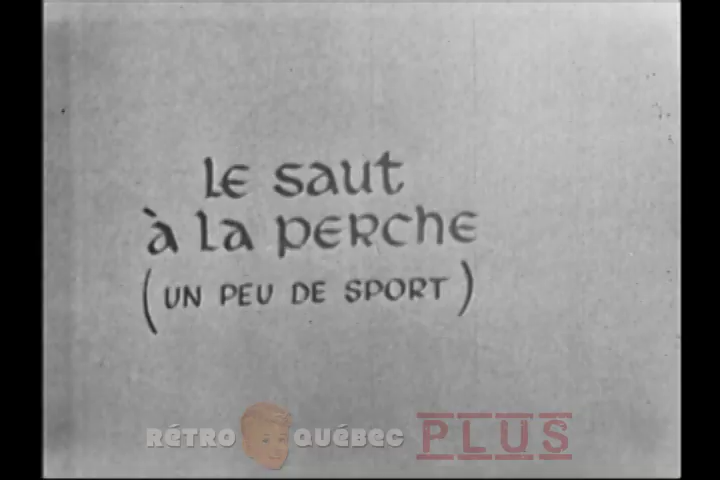 le saut
à la perche
(UN PEU DE SPORT)
RÉTRO QUÉBEC PLUS